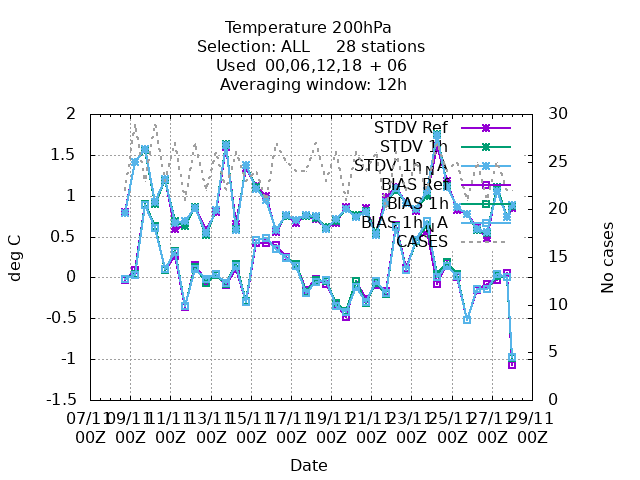 Temperature 200hPa
Selection: ALL 28 stations
Used 00,06,12,18 + 06
Averaging window: 12h
2
1.5
1
0.5
0
-0.5
-1
-1.5
30
25
20
15
10
5
0
deg C
No cases
STDV Ref
STDV 1h
STDV 1h_NA
BIAS Ref
BIAS 1h
BIAS 1h_NA
CASES
07/11 00Z
09/11 00Z
11/11 00Z
13/11 00Z
15/11 00Z
17/11 00Z
19/11 00Z
21/11 00Z
23/11 00Z
25/11 00Z
27/11 00Z
29/11 00Z
Date